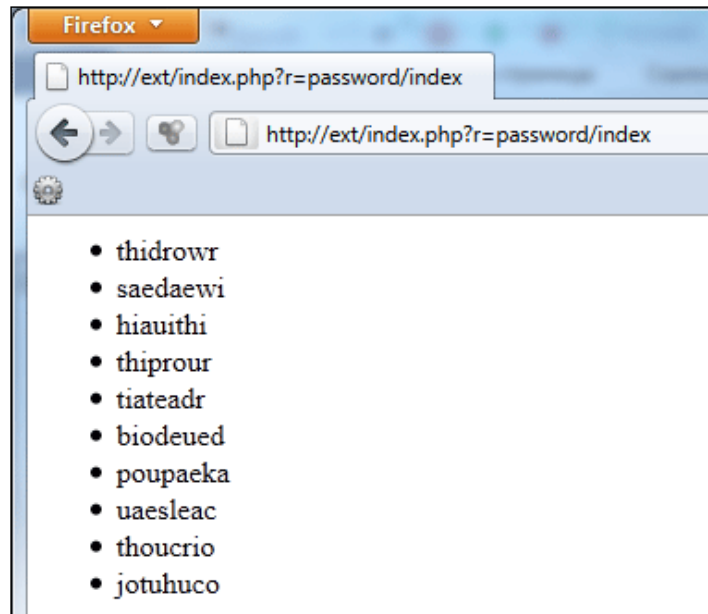 Firefox
http://ext/index.php?r=password/index
http://ext/index.php?r=password/index
thidrowr
saedaewi
hiauithi
thiprour
tiateadr
biodeued
poupaeka
uaesleac
thoucrio
jotuhuco